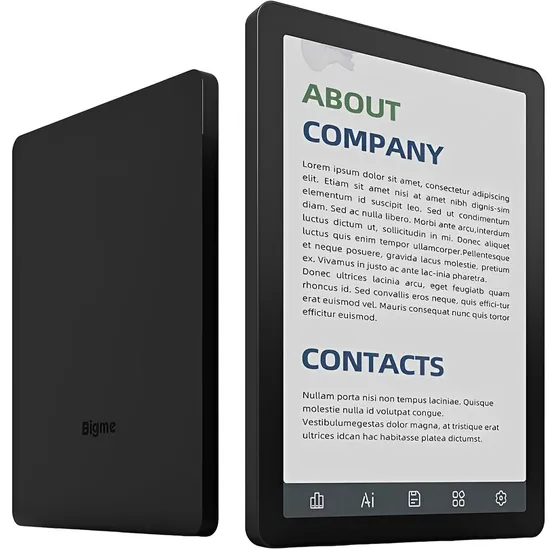 Bigme
ABOUT
COMPANY
Lorem ipsum dolor sit amet, consectetur adipiscing
elit. Etiam sit amet nisi at amet nibh dignis-sim
elementum id suscipit leo. Sed ut condimentum
diam. Sed ac nulla libero. Morbi ante arcu,interdum
luctus dictum ut, sollicitudin in mi. Donec aliquet
luctus quis enim tempor ullamcorper.Pellentesque
et neque posuere, gravida lacus molestie, pretium
ex. Vivamus in justo ac ante lac-inia pharetra.
Donec ultrices lacinia arcu, eget feugiatb quam
rhoncus id. Sed convallis eros neque, quis effici-tur
erat euismod vel. Mauris consequat nunc quis tortor
efficitur euismod.
CONTACTS
Nullam porta nisi non tempus laciniae. Quisque
molestie nulla id volutpat congue.
Vestibulumegestas dolor magna, at tristique erat
ultrices idcan hac habitasse platea dictumst.
Ai